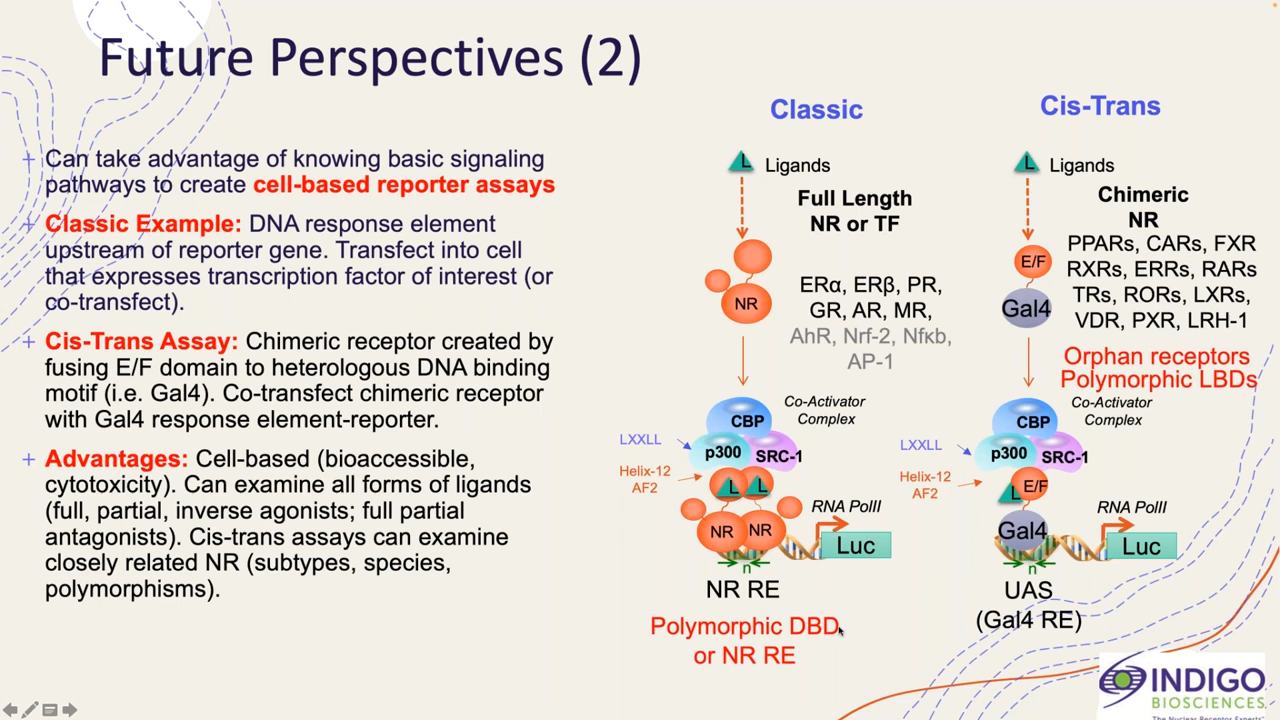 Future Perspectives (2)
+ Can take advantage of knowing basic signaling
pathways to create cell-based reporter assays
+ Classic Example: DNA response element
upstream of reporter gene. Transfect into cell
that expresses transcription factor of interest (or
co-transfect).
+ Cis-Trans Assay: Chimeric receptor created by
fusing E/F domain to heterologous DNA binding
motif (i.e. Gal4). Co-transfect chimeric receptor
with Gal4 response element-reporter.
+ Advantages: Cell-based (bioaccessible,
cytotoxicity). Can examine all forms of ligands
(full, partial, inverse agonists; full partial
antagonists). Cis-trans assays can examine
closely related NR (subtypes, species,
polymorphisms).
Classic
L
Ligands
Full Length
NR or TF
NR
ERα, ERβ, PR,
GR, AR, MR,
AhR, Nrf-2, Nfκb,
AP-1
Co-Activator
Complex
CBP
LXXLL
p300
SRC-1
Helix-12
AF2
L
L
NR
NR
RNA PolII
Luc
n
NR RE
Polymorphic DBD
or NR RE
Cis-Trans
L
Ligands
Chimeric
NR
E/F
Gal4
PPARs, CARs, FXR
RXRs, ERRs, RARs
TRs, RORs, LXRs,
VDR, PXR, LRH-1
Orphan receptors
Polymorphic LBDs
Co-Activator
Complex
CBP
LXXLL
p300
SRC-1
Helix-12
AF2
L
E/F
Gal4
RNA PolII
Luc
n
UAS
(Gal4 RE)
INDIGO
BIOSCIENCES™
The Nuclear Receptor Experts